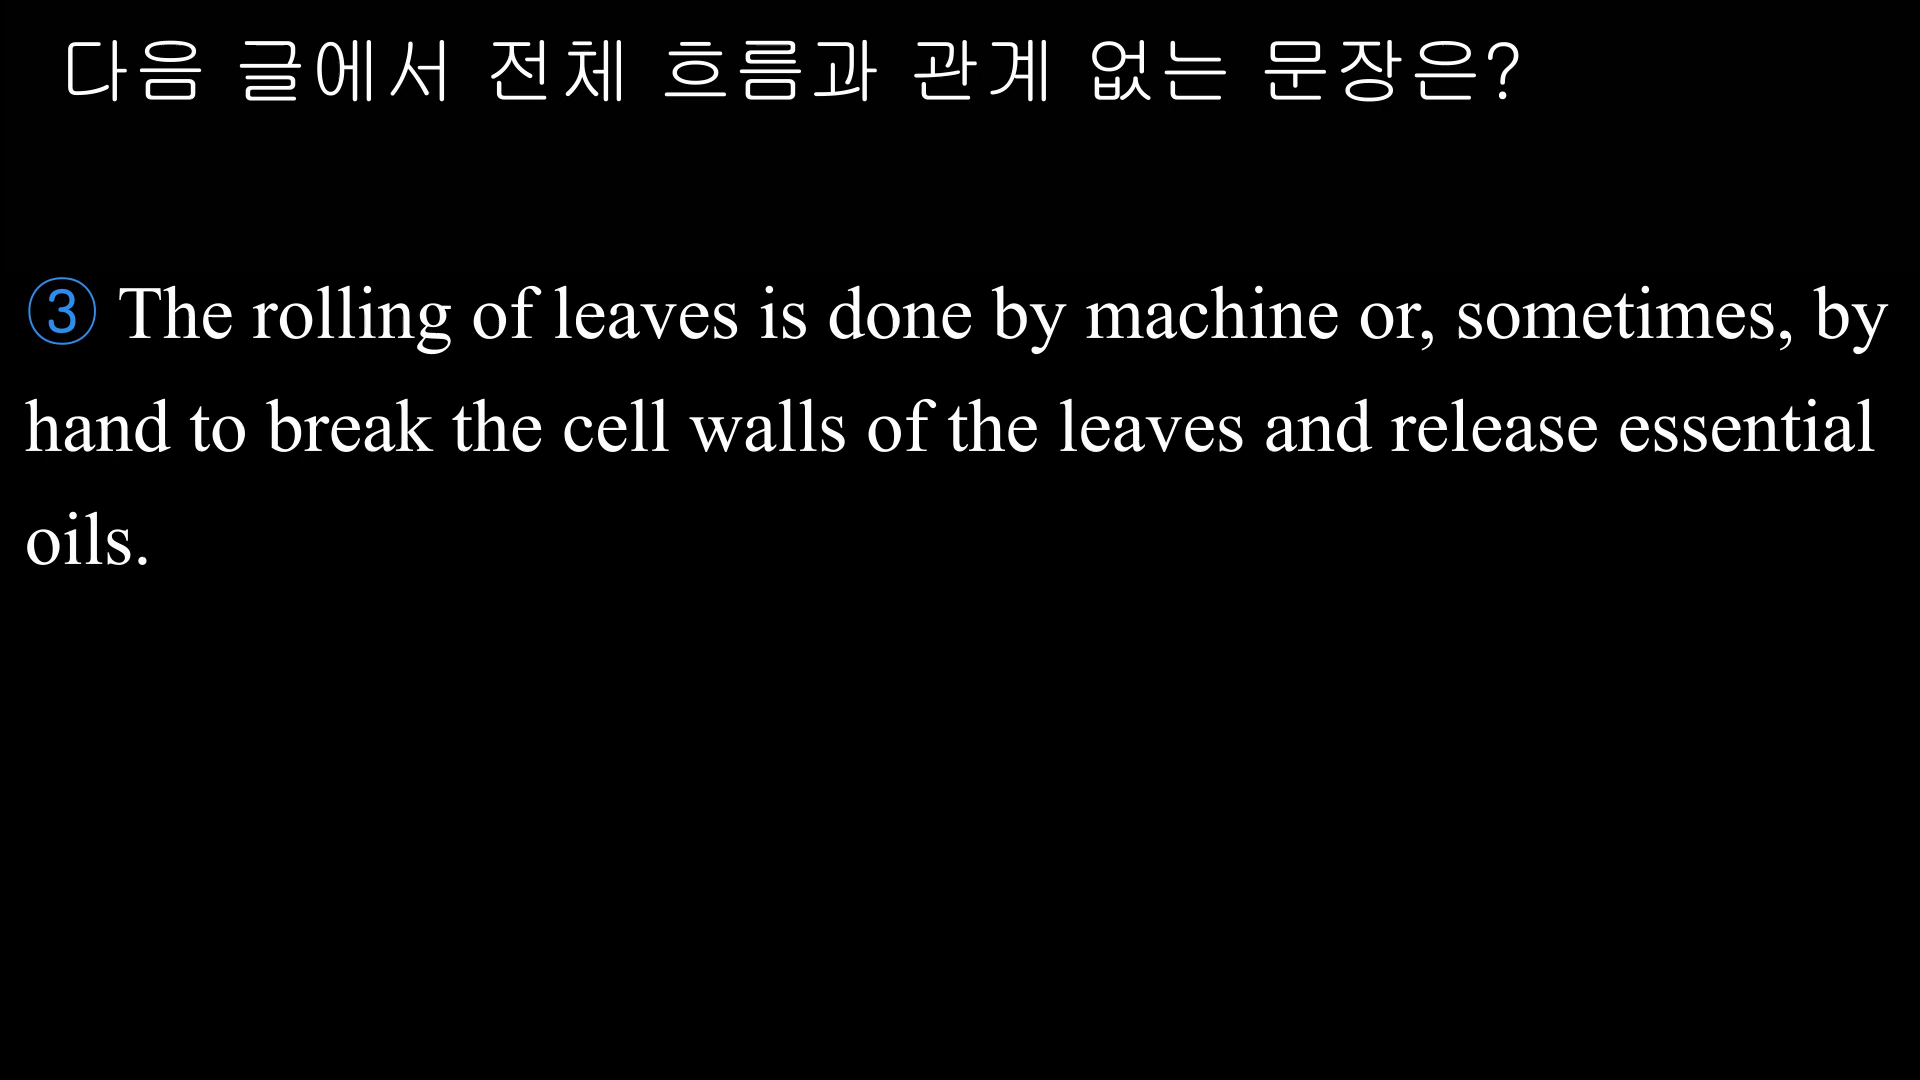 다음 글에서 전체 흐름과 관계 없는 문장은?
③ The rolling of leaves is done by machine or, sometimes, by
hand to break the cell walls of the leaves and release essential
oils.